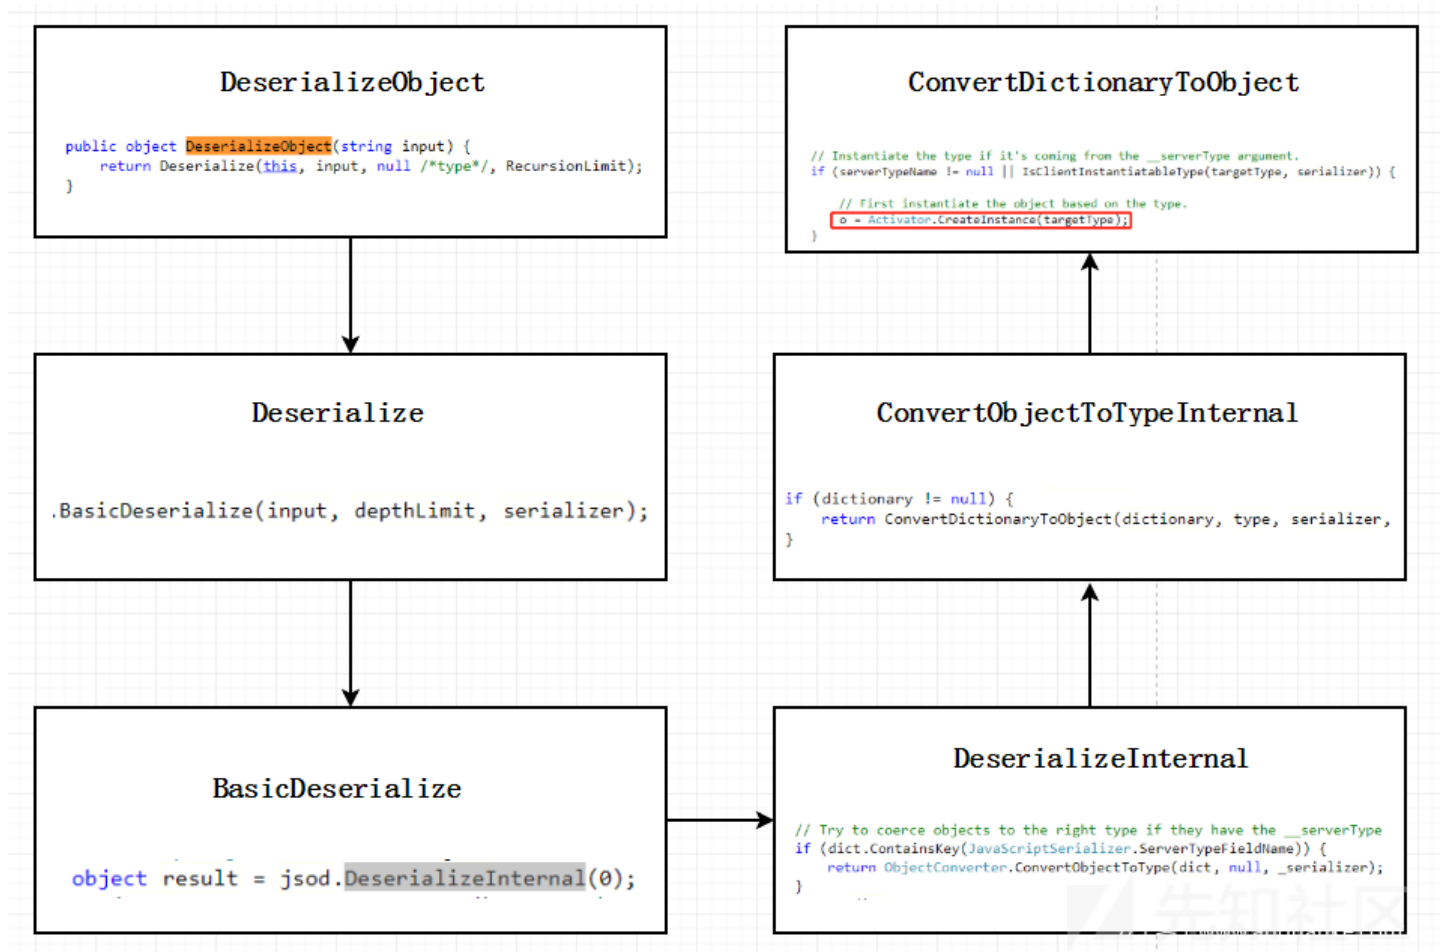 DeserializeObject
public object DeserializeObject(string input) {
return Deserialize(this, input, null /*type*/, RecursionLimit);
}
Deserialize
.BasicDeserialize(input, depthLimit, serializer);
BasicDeserialize
object result = jsod.DeserializeInternal(0);
DeserializeInternal
// Try to coerce objects to the right type if they have the __serverType
if (dict.ContainsKey(JavaScriptSerializer.ServerTypeFieldName)) {
return ObjectConverter.ConvertObjectToType(dict, null, _serializer);
}
ConvertObjectToTypeInternal
if (dictionary != null) {
return ConvertDictionaryToObject(dictionary, type, serializer,
}
ConvertDictionaryToObject
// Instantiate the type if it's coming from the __serverType argument.
if (serverTypeName != null || IsClientInstantiatableType(targetType, serializer)) {
// First instantiate the object based on the type.
o = Activator.CreateInstance(targetType);
}
先知社区